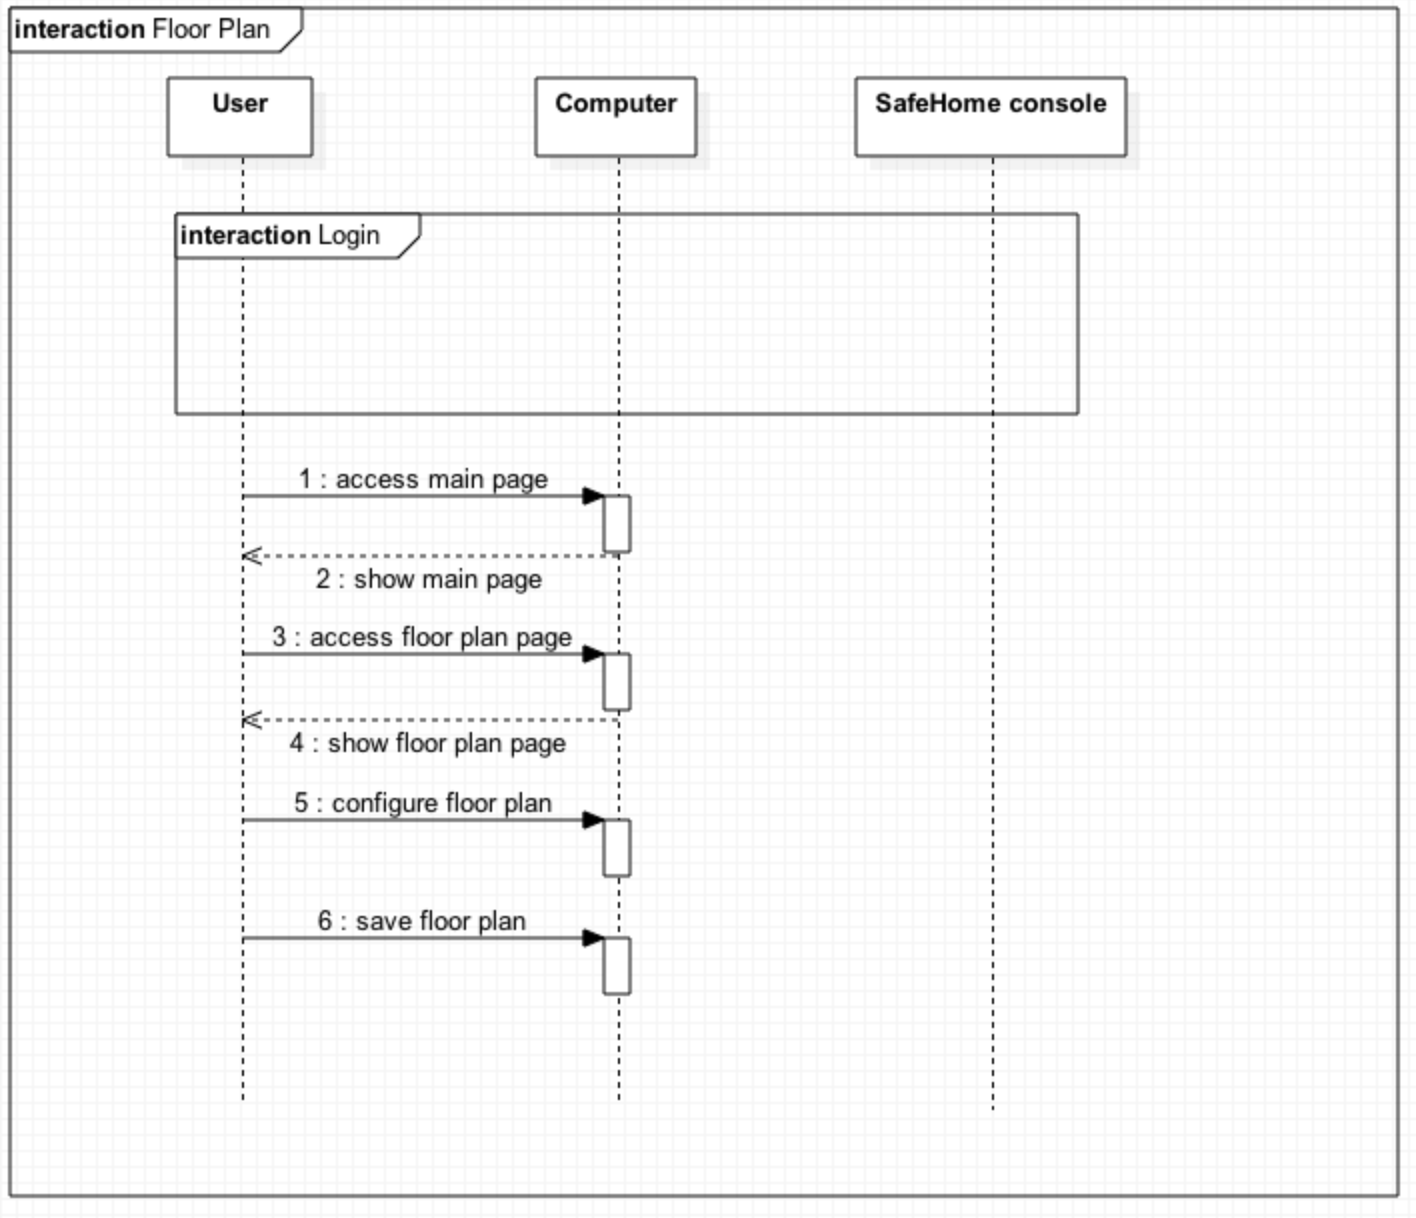 interaction Floor Plan
User
Computer
SafeHome console
interaction Login
1 : access main page
2 : show main page
3 : access floor plan page
4 : show floor plan page
5 : configure floor plan
6 : save floor plan